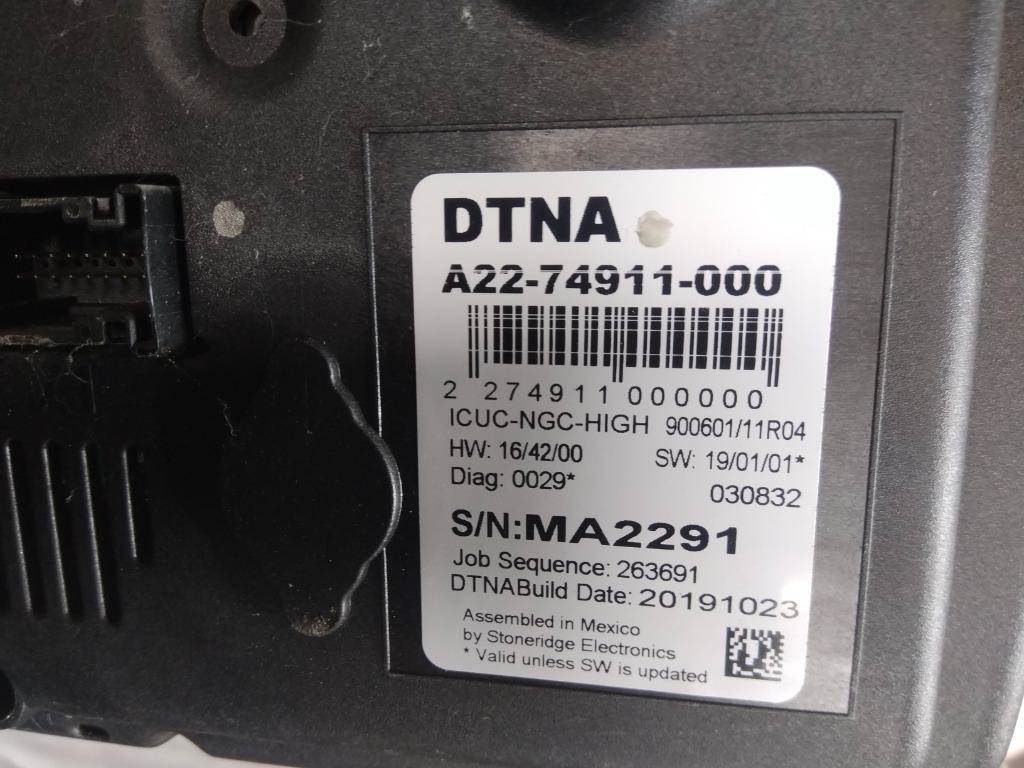 DTNA
A22-74911-000
2 274911 000000
ICUC-NGC-HIGH 900601/11R04
HW: 16/42/00 SW: 19/01/01*
Diag: 0029* 030832
S/N:MA2291
Job Sequence: 263691
DTNABuild Date: 20191023
Assembled in Mexico
by Stoneridge Electronics
* Valid unless SW is updated